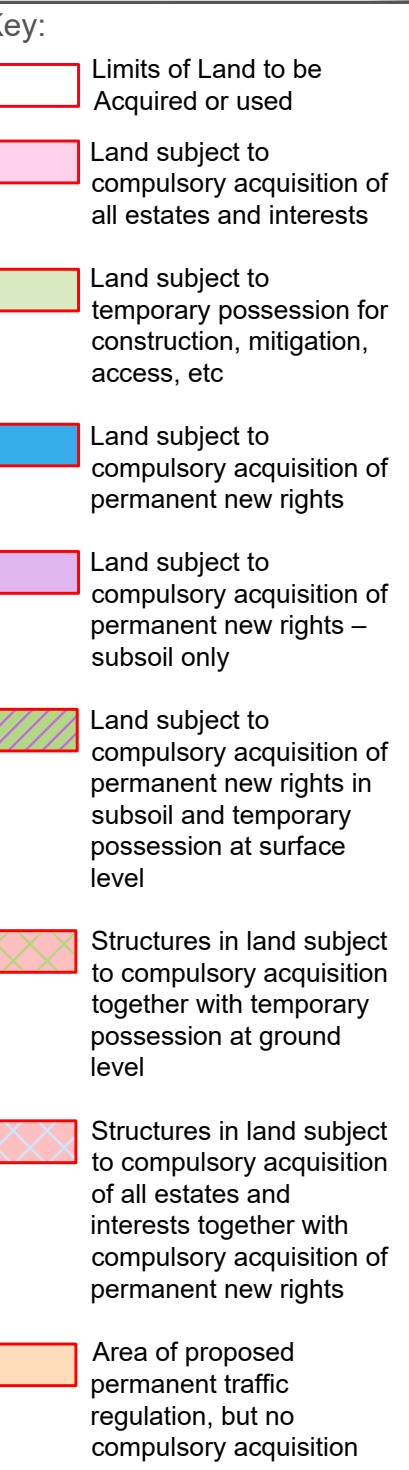 Key:
Limits of Land to be
Acquired or used
Land subject to
compulsory acquisition of
all estates and interests
Land subject to
temporary possession for
construction, mitigation,
access, etc
Land subject to
compulsory acquisition of
permanent new rights
Land subject to
compulsory acquisition of
permanent new rights –
subsoil only
Land subject to
compulsory acquisition of
permanent new rights in
subsoil and temporary
possession at surface
level
Structures in land subject
to compulsory acquisition
together with temporary
possession at ground
level
Structures in land subject
to compulsory acquisition
of all estates and
interests together with
compulsory acquisition of
permanent new rights
Area of proposed
permanent traffic
regulation, but no
compulsory acquisition